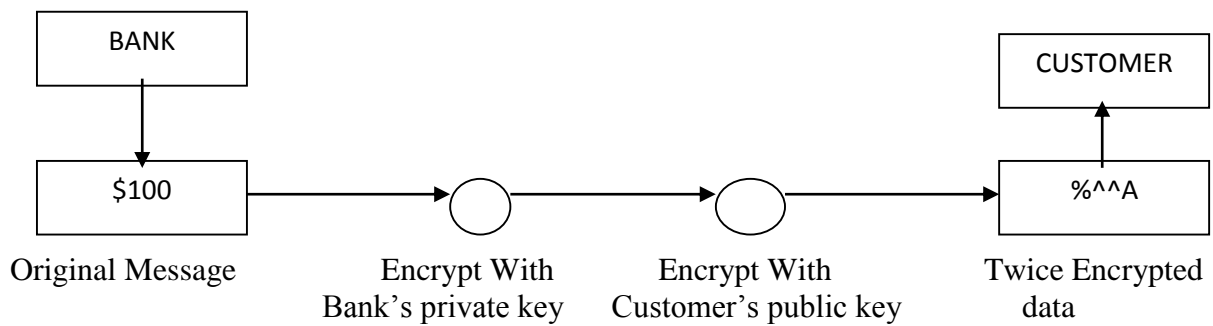 BANK
CUSTOMER
$100
%^^A
Original Message
Encrypt With
Bank's private key
Encrypt With
Customer's public key
Twice Encrypted
data